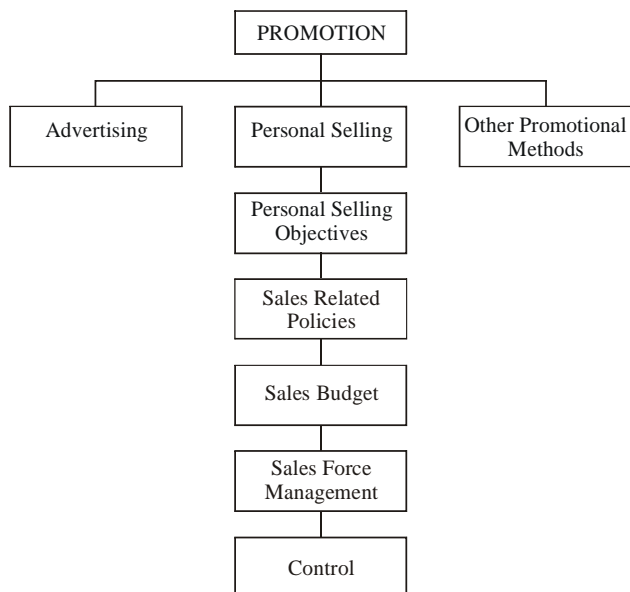 PROMOTION
Advertising
Personal Selling
Other Promotional
Methods
Personal Selling
Objectives
Sales Related
Policies
Sales Budget
Sales Force
Management
Control